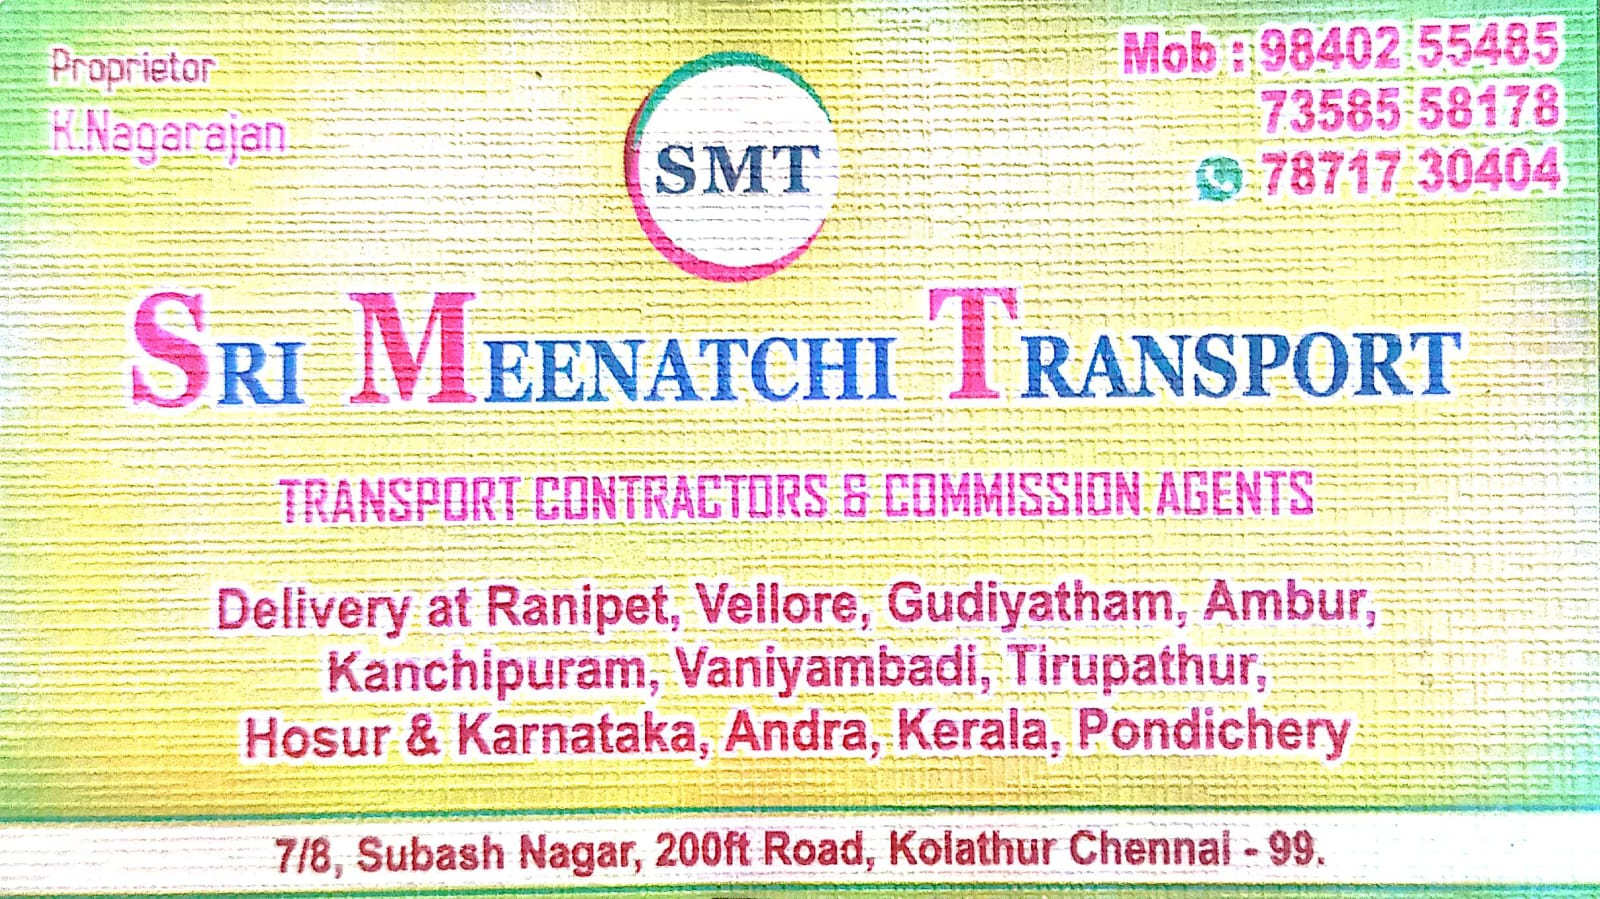 Proprietor
K.Nagarajan
Mob : 98402 55485
73585 58178
78717 30404
SMT
SRI MEENATCHI TRANSPORT
TRANSPORT CONTRACTORS & COMMISSION AGENTS
Delivery at Ranipet, Vellore, Gudiyatham, Ambur,
Kanchipuram, Vaniyambadi, Tirupathur,
Hosur & Karnataka, Andra, Kerala, Pondichery
7/8, Subash Nagar, 200ft Road, Kolathur Chennai - 99.